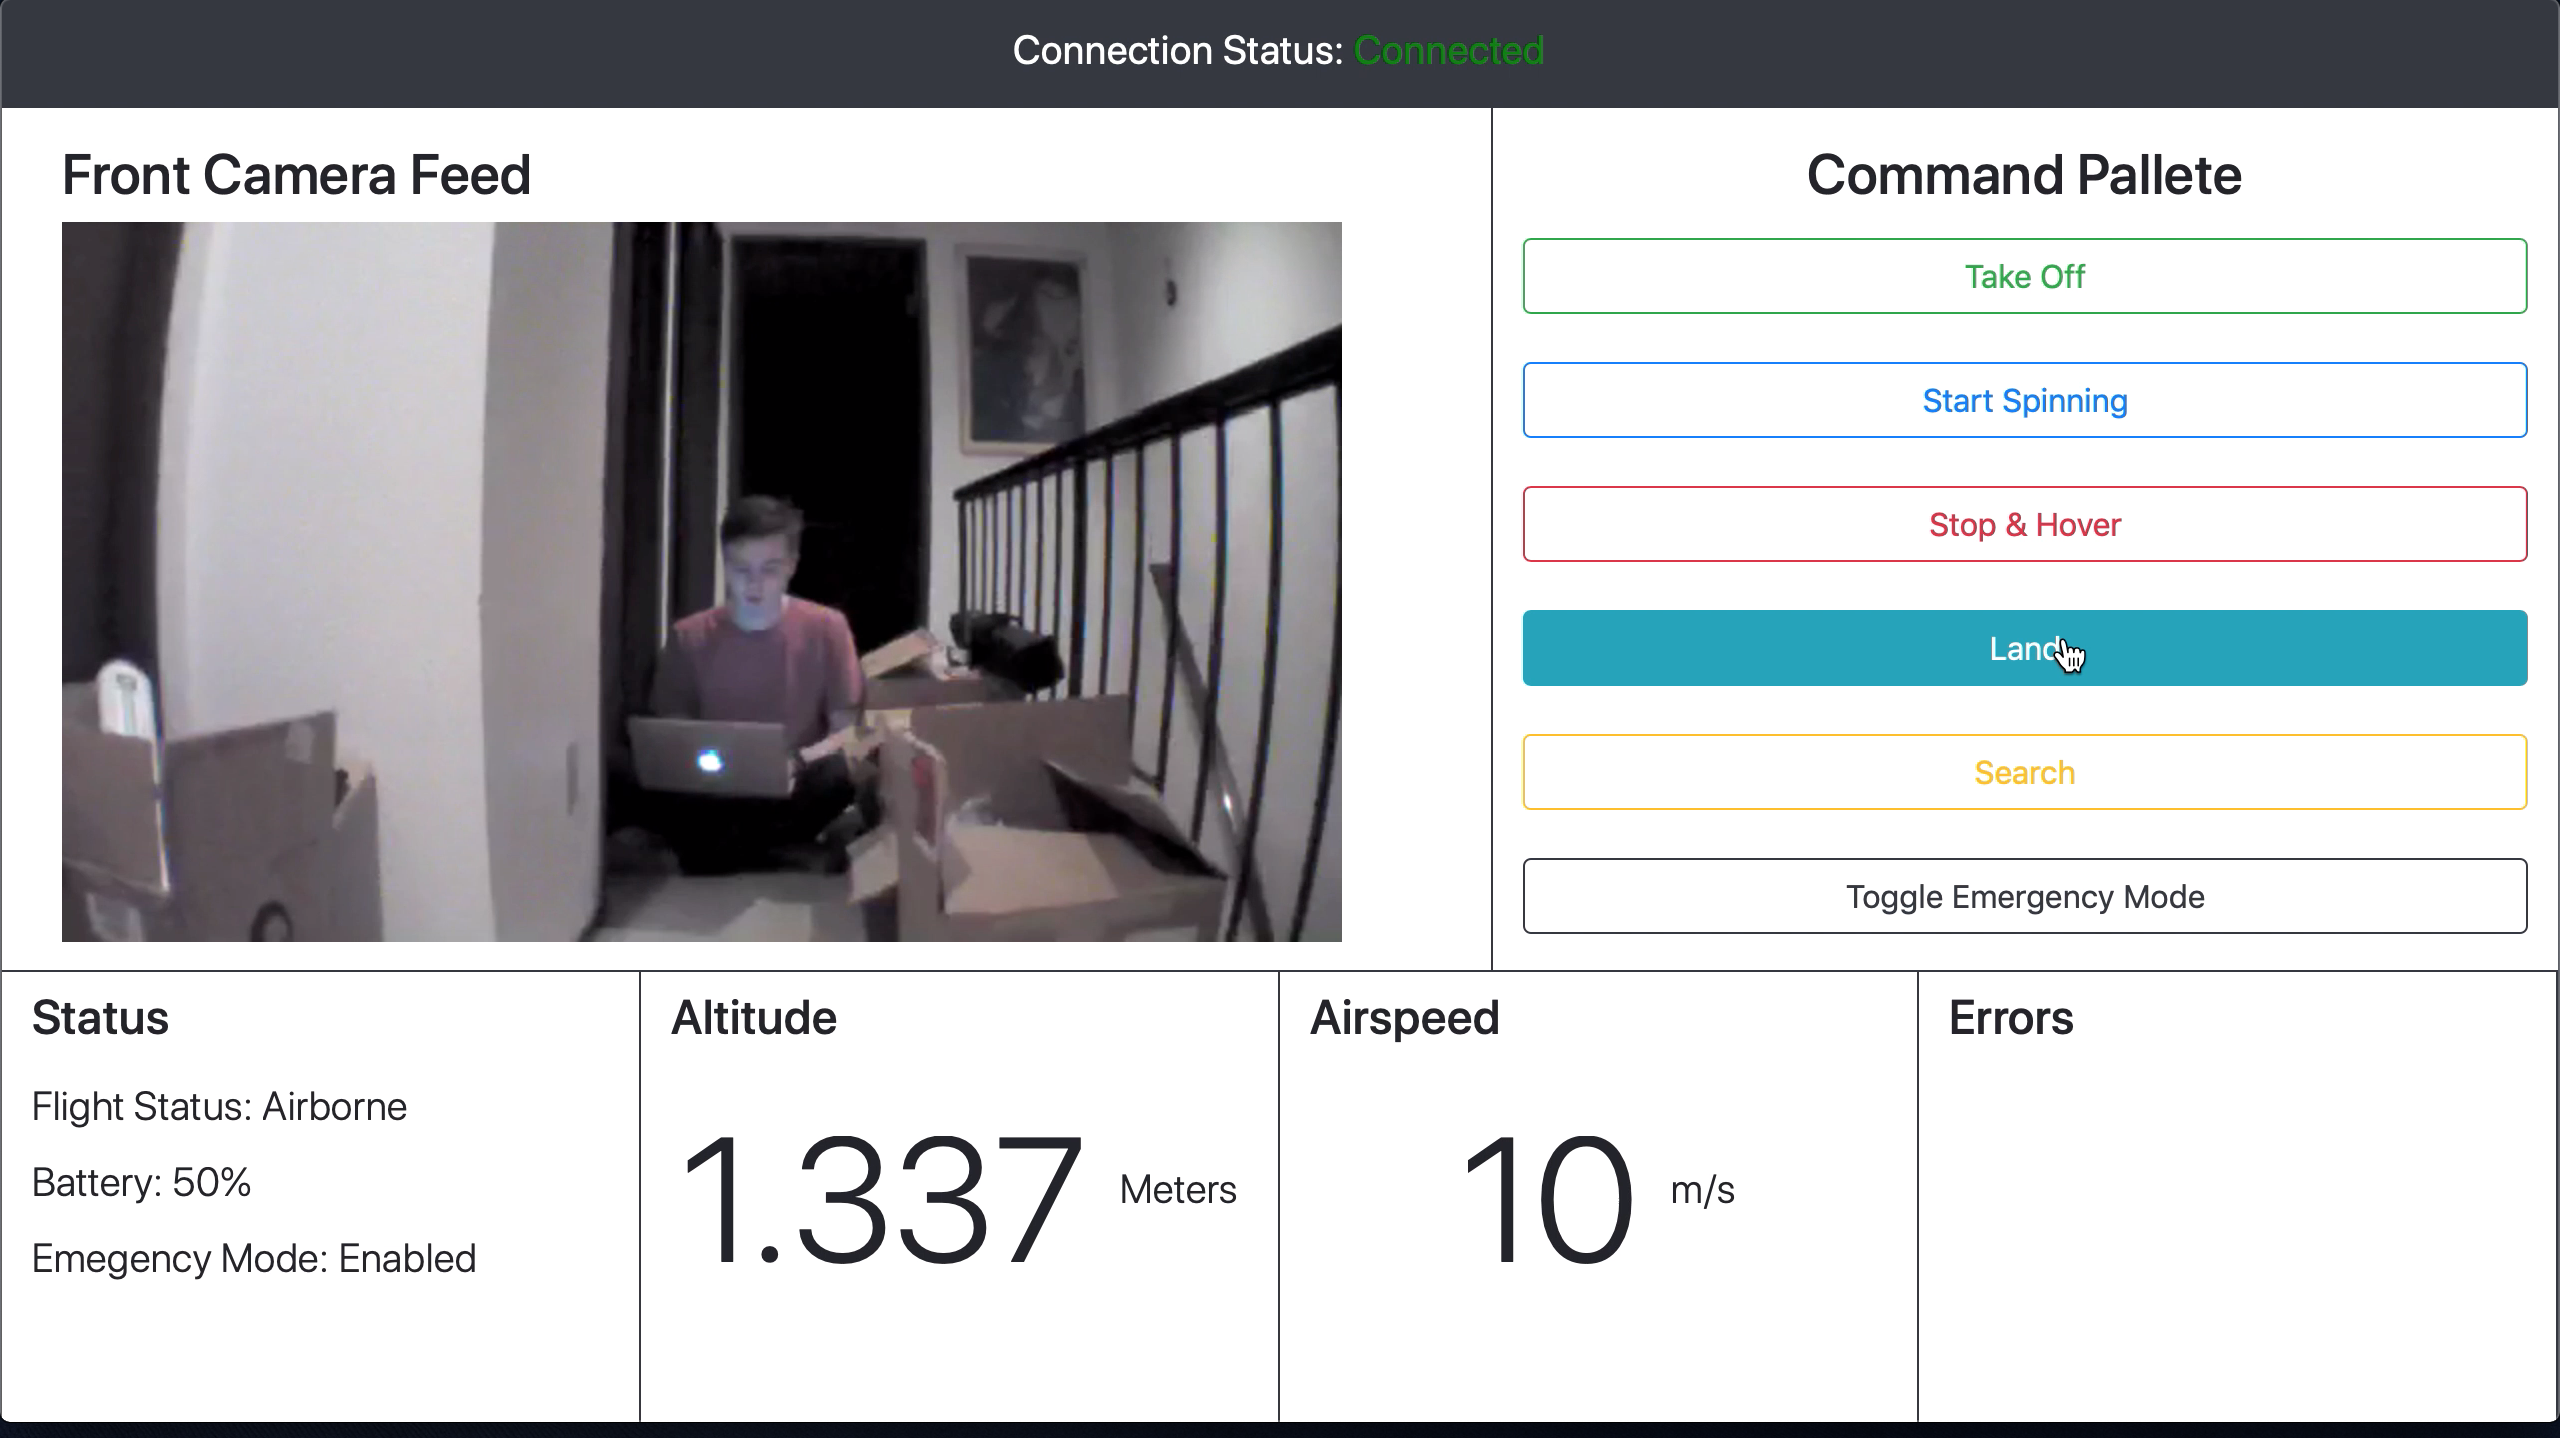 Connection Status: Connected
Front Camera Feed
Command Pallete
Take Off
Start Spinning
Stop & Hover
Land
Search
Toggle Emergency Mode
Status
Flight Status: Airborne
Battery: 50%
Emegency Mode: Enabled
Altitude
1.337 Meters
Airspeed
10 m/s
Errors